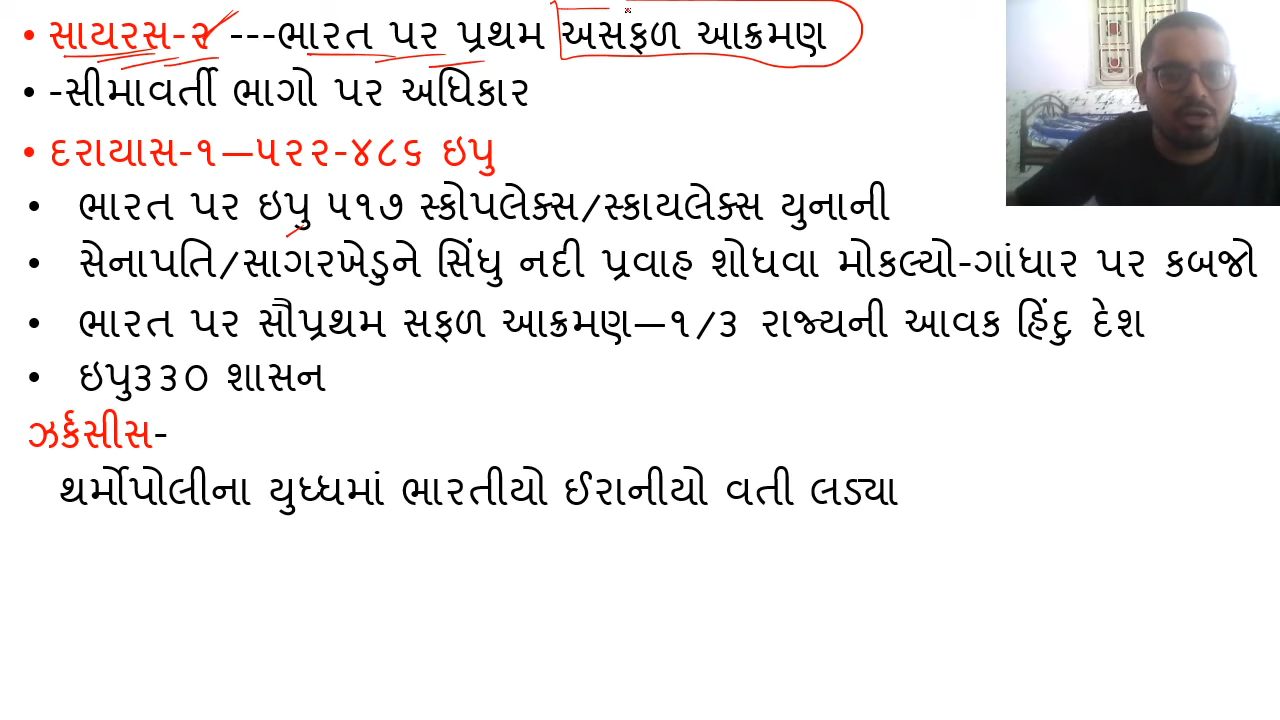 • સાયરસ-૨ ---ભારત પર પ્રથમ અસફળ આક્રમણ
• -સીમાવર્તી ભાગો પર અધિકાર
• દરાયાસ-૧—૫૨૨-૪૮૬ ઇપુ
• ભારત પર ઇપુ ૫૧૭ સ્કોપલેક્સ/સ્કાયલેક્સ યુનાની
• સેનાપતિ/સાગરખેડુને સિંધુ નદી પ્રવાહ શોધવા મોકલ્યો-ગાંધાર પર કબજો
• ભારત પર સૌપ્રથમ સફળ આક્રમણ—૧/૩ રાજ્યની આવક હિંદુ દેશ
• ઇપુ૩૩૦ શાસન
ઝર્કસીસ-
થર્મોપોલીના યુધ્ધમાં ભારતીયો ઈરાનીયો વતી લડ્યા